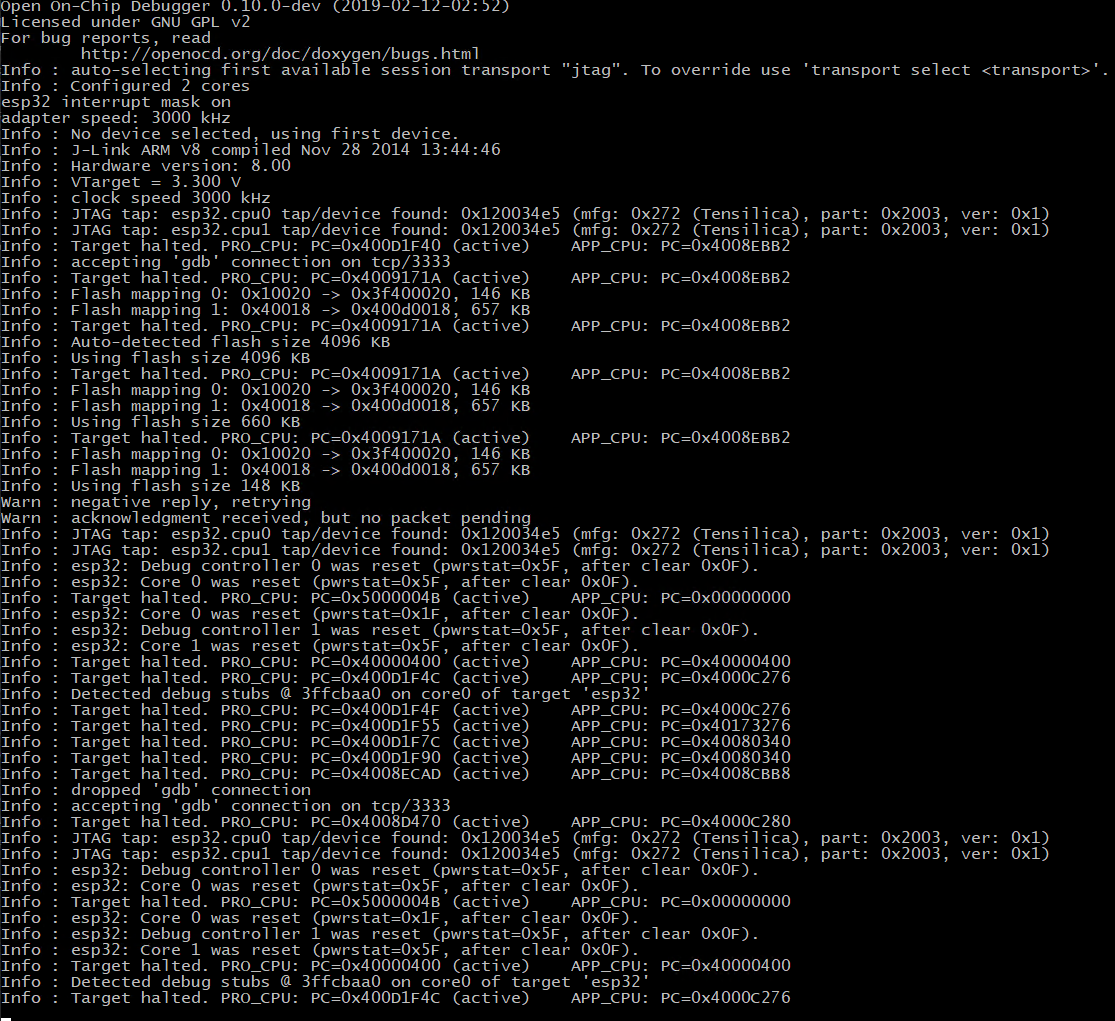 Open On-Chip Debugger 0.10.0-dev (2019-02-12-02:52)
Licensed under GNU GPL v2
For bug reports, read
        http://openocd.org/doc/doxygen/bugs.html
Info : auto-selecting first available session transport "jtag". To override use 'transport select <transport>'.
Info : Configured 2 cores
esp32 interrupt mask on
adapter speed: 3000 kHz
Info : No device selected, using first device.
Info : J-Link ARM V8 compiled Nov 28 2014 13:44:46
Info : Hardware version: 8.00
Info : VTarget = 3.300 V
Info : clock speed 3000 kHz
Info : JTAG tap: esp32.cpu0 tap/device found: 0x120034e5 (mfg: 0x272 (Tensilica), part: 0x2003, ver: 0x1)
Info : JTAG tap: esp32.cpu1 tap/device found: 0x120034e5 (mfg: 0x272 (Tensilica), part: 0x2003, ver: 0x1)
Info : Target halted. PRO_CPU: PC=0x400D1F40 (active)    APP_CPU: PC=0x4008EBB2
Info : accepting 'gdb' connection on tcp/3333
Info : Target halted. PRO_CPU: PC=0x4009171A (active)    APP_CPU: PC=0x4008EBB2
Info : Flash mapping 0: 0x10020 -> 0x3f400020, 146 KB
Info : Flash mapping 1: 0x40018 -> 0x400d0018, 657 KB
Info : Target halted. PRO_CPU: PC=0x4009171A (active)    APP_CPU: PC=0x4008EBB2
Info : Auto-detected flash size 4096 KB
Info : Using flash size 4096 KB
Info : Target halted. PRO_CPU: PC=0x4009171A (active)    APP_CPU: PC=0x4008EBB2
Info : Flash mapping 0: 0x10020 -> 0x3f400020, 146 KB
Info : Flash mapping 1: 0x40018 -> 0x400d0018, 657 KB
Info : Using flash size 660 KB
Info : Target halted. PRO_CPU: PC=0x4009171A (active)    APP_CPU: PC=0x4008EBB2
Info : Flash mapping 0: 0x10020 -> 0x3f400020, 146 KB
Info : Flash mapping 1: 0x40018 -> 0x400d0018, 657 KB
Info : Using flash size 148 KB
Warn : negative reply, retrying
Warn : acknowledgment received, but no packet pending
Info : JTAG tap: esp32.cpu0 tap/device found: 0x120034e5 (mfg: 0x272 (Tensilica), part: 0x2003, ver: 0x1)
Info : JTAG tap: esp32.cpu1 tap/device found: 0x120034e5 (mfg: 0x272 (Tensilica), part: 0x2003, ver: 0x1)
Info : esp32: Debug controller 0 was reset (pwrstat=0x5F, after clear 0x0F).
Info : esp32: Core 0 was reset (pwrstat=0x5F, after clear 0x0F).
Info : Target halted. PRO_CPU: PC=0x5000004B (active)    APP_CPU: PC=0x00000000
Info : esp32: Core 0 was reset (pwrstat=0x1F, after clear 0x0F).
Info : esp32: Debug controller 1 was reset (pwrstat=0x5F, after clear 0x0F).
Info : esp32: Core 1 was reset (pwrstat=0x5F, after clear 0x0F).
Info : Target halted. PRO_CPU: PC=0x40000400 (active)    APP_CPU: PC=0x40000400
Info : Target halted. PRO_CPU: PC=0x400D1F4C (active)    APP_CPU: PC=0x4000C276
Info : Detected debug stubs @ 3ffcbaa0 on core0 of target 'esp32'
Info : Target halted. PRO_CPU: PC=0x400D1F4F (active)    APP_CPU: PC=0x4000C276
Info : Target halted. PRO_CPU: PC=0x400D1F55 (active)    APP_CPU: PC=0x40173276
Info : Target halted. PRO_CPU: PC=0x400D1F7C (active)    APP_CPU: PC=0x40080340
Info : Target halted. PRO_CPU: PC=0x400D1F90 (active)    APP_CPU: PC=0x40080340
Info : Target halted. PRO_CPU: PC=0x4008ECAD (active)    APP_CPU: PC=0x4008CBB8
Info : dropped 'gdb' connection
Info : accepting 'gdb' connection on tcp/3333
Info : Target halted. PRO_CPU: PC=0x4008D470 (active)    APP_CPU: PC=0x4000C280
Info : JTAG tap: esp32.cpu0 tap/device found: 0x120034e5 (mfg: 0x272 (Tensilica), part: 0x2003, ver: 0x1)
Info : JTAG tap: esp32.cpu1 tap/device found: 0x120034e5 (mfg: 0x272 (Tensilica), part: 0x2003, ver: 0x1)
Info : esp32: Debug controller 0 was reset (pwrstat=0x5F, after clear 0x0F).
Info : esp32: Core 0 was reset (pwrstat=0x5F, after clear 0x0F).
Info : Target halted. PRO_CPU: PC=0x5000004B (active)    APP_CPU: PC=0x00000000
Info : esp32: Core 0 was reset (pwrstat=0x1F, after clear 0x0F).
Info : esp32: Debug controller 1 was reset (pwrstat=0x5F, after clear 0x0F).
Info : esp32: Core 1 was reset (pwrstat=0x5F, after clear 0x0F).
Info : Target halted. PRO_CPU: PC=0x40000400 (active)    APP_CPU: PC=0x40000400
Info : Detected debug stubs @ 3ffcbaa0 on core0 of target 'esp32'
Info : Target halted. PRO_CPU: PC=0x400D1F4C (active)    APP_CPU: PC=0x4000C276